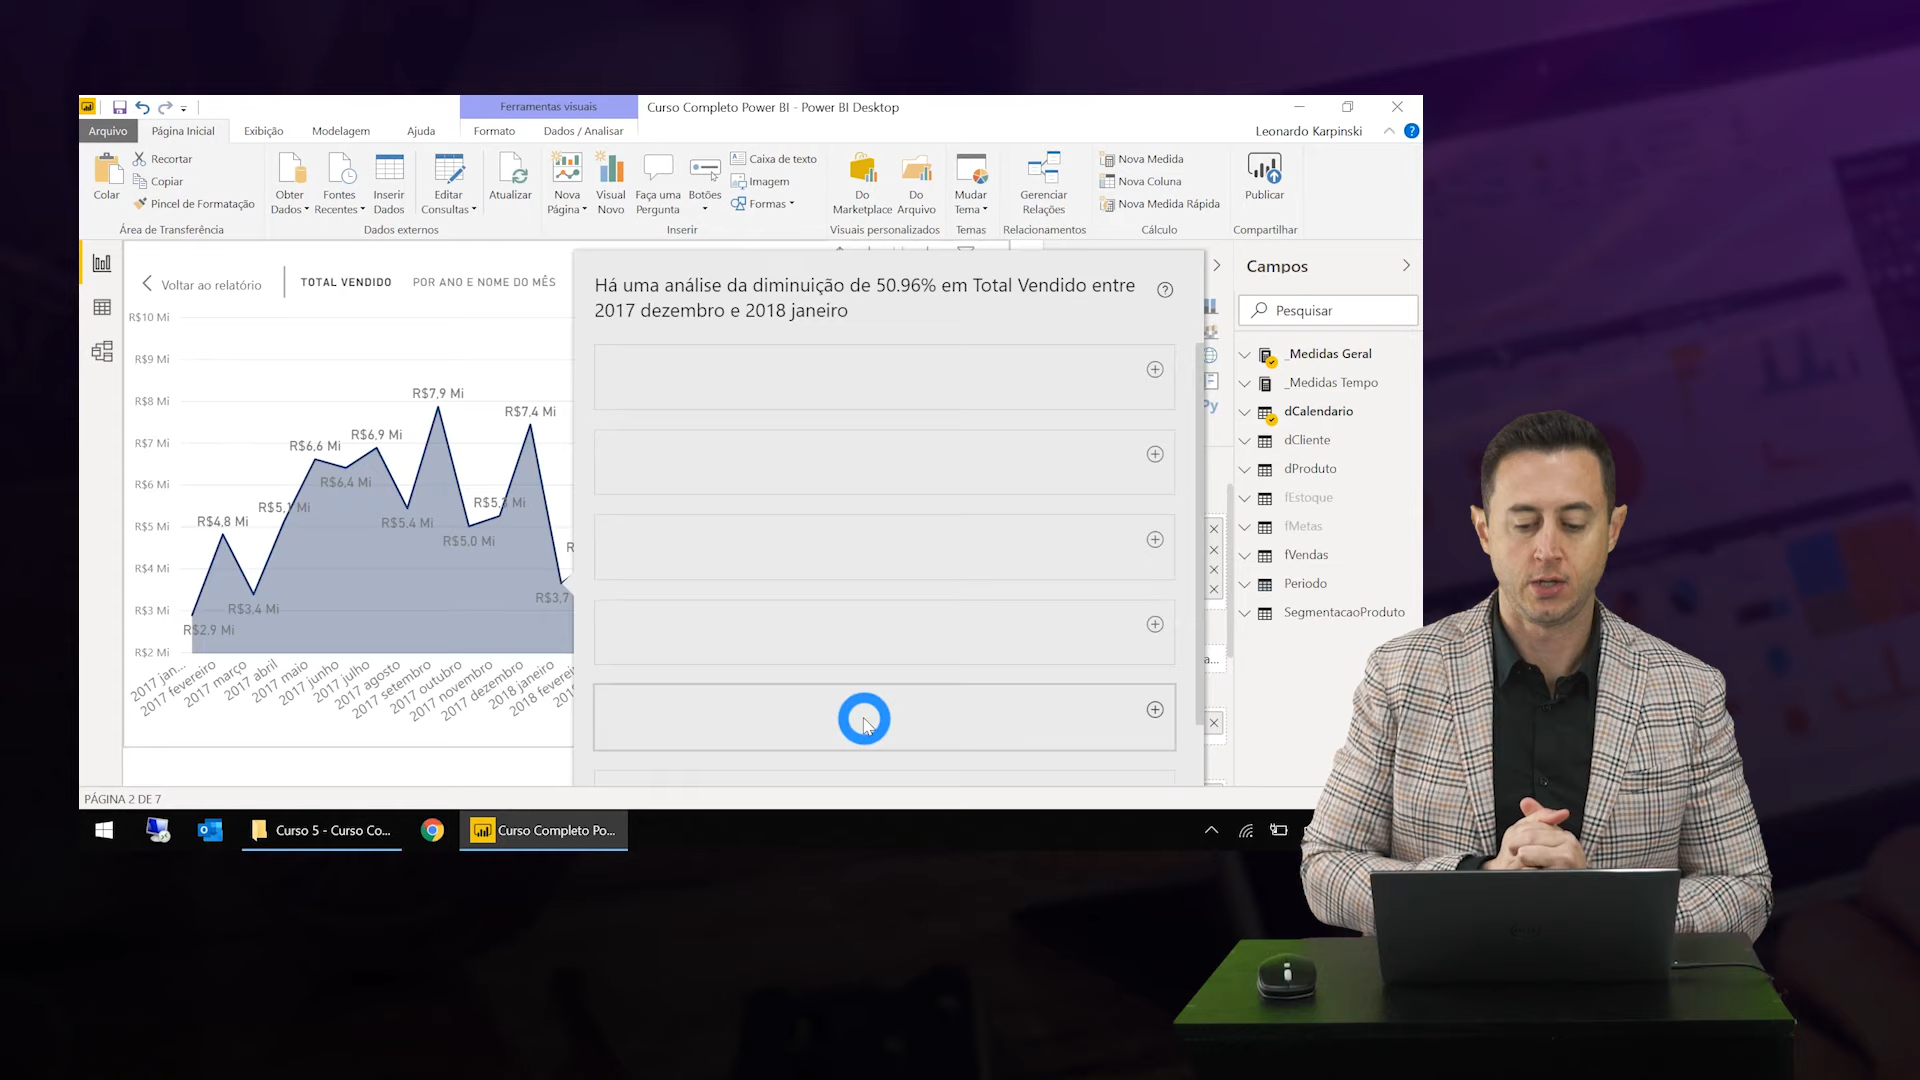 Ferramentas visuais
Curso Completo Power BI - Power BI Desktop
Arquivo
Página Inicial
Exibição
Modelagem
Ajuda
Formato
Dados / Analisar
Leonardo Karpinski
?
Colar
Recortar
Copiar
Pincel de Formatação
Área de Transferência
Obter Dados
Fontes Recentes
Inserir Dados
Editar Consultas
Dados externos
Atualizar
Nova Página
Visual Novo
Faça uma Pergunta
Botões
Caixa de texto
Imagem
Formas
Inserir
Do Marketplace
Do Arquivo
Visuais personalizados
Mudar Tema
Temas
Gerenciar Relações
Relacionamentos
Nova Medida
Nova Coluna
Nova Medida Rápida
Cálculo
Publicar
Compartilhar
Voltar ao relatório
TOTAL VENDIDO
POR ANO E NOME DO MÊS
R$10 Mi
R$9 Mi
R$8 Mi
R$7 Mi
R$6 Mi
R$5 Mi
R$4 Mi
R$3 Mi
R$2 Mi
R$2,9 Mi
R$4,8 Mi
R$3,4 Mi
R$6,6 Mi
R$6,4 Mi
R$6,9 Mi
R$5,4 Mi
R$7,9 Mi
R$5,0 Mi
R$7,4 Mi
R$3,7
2017 jan...
2017 fevereiro
2017 março
2017 abril
2017 maio
2017 junho
2017 julho
2017 agosto
2017 setembro
2017 outubro
2017 novembro
2017 dezembro
2018 janeiro
Há uma análise da diminuição de 50.96% em Total Vendido entre
2017 dezembro e 2018 janeiro
?
Py
Campos
Pesquisar
_Medidas Geral
_Medidas Tempo
dCalendario
dCliente
dProduto
fEstoque
fMetas
fVendas
Periodo
SegmentacaoProduto
PÁGINA 2 DE 7
Curso 5 - Curso Co...
Curso Completo Po...